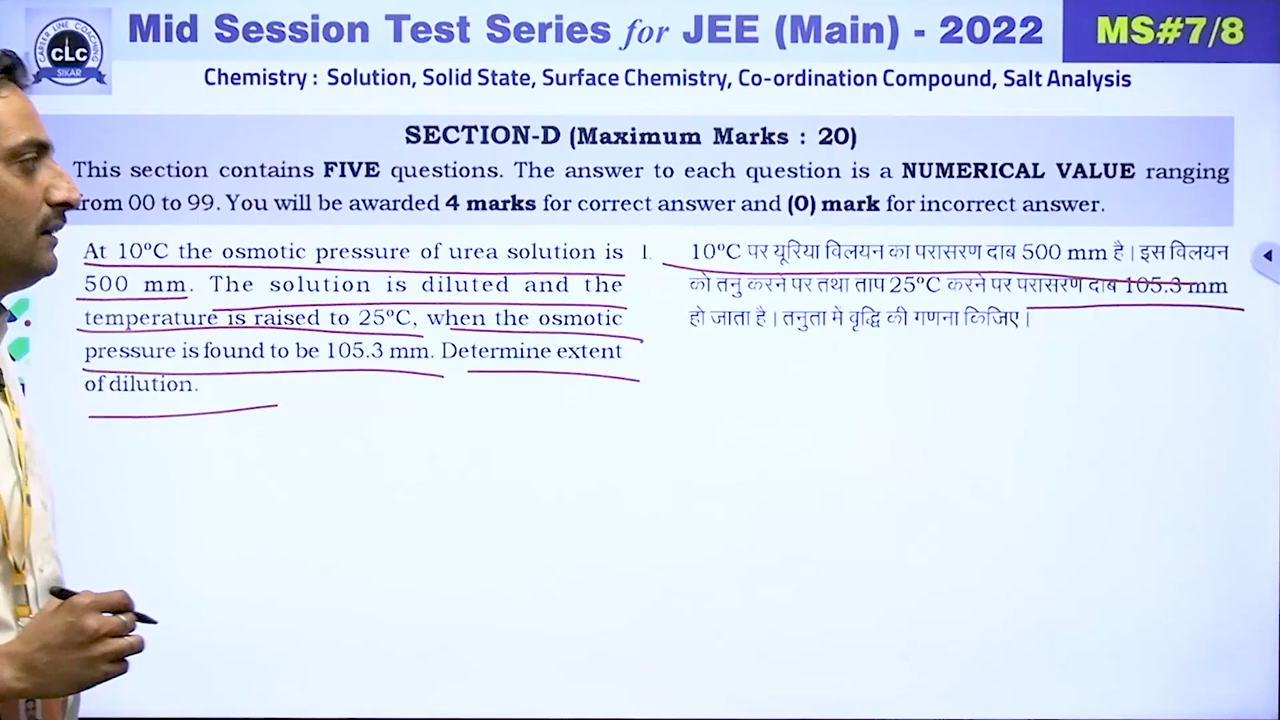 Mid Session Test Series for JEE (Main) - 2022
MS#7/8
CAREER LINE COACHING
CLC
SIKAR
Chemistry : Solution, Solid State, Surface Chemistry, Co-ordination Compound, Salt Analysis
SECTION-D (Maximum Marks : 20)
This section contains FIVE questions. The answer to each question is a NUMERICAL VALUE ranging
from 00 to 99. You will be awarded 4 marks for correct answer and (0) mark for incorrect answer.
At 10°C the osmotic pressure of urea solution is
500 mm. The solution is diluted and the
temperature is raised to 25°C, when the osmotic
pressure is found to be 105.3 mm. Determine extent
of dilution.
1. 10°C पर यूरिया विलयन का परासरण दाब 500 mm है। इस विलयन
को तनु करने पर तथा ताप 25°C करने पर परासरण दाब 105.3 mm
हो जाता है। तनुता में वृद्धि की गणना किजिए।